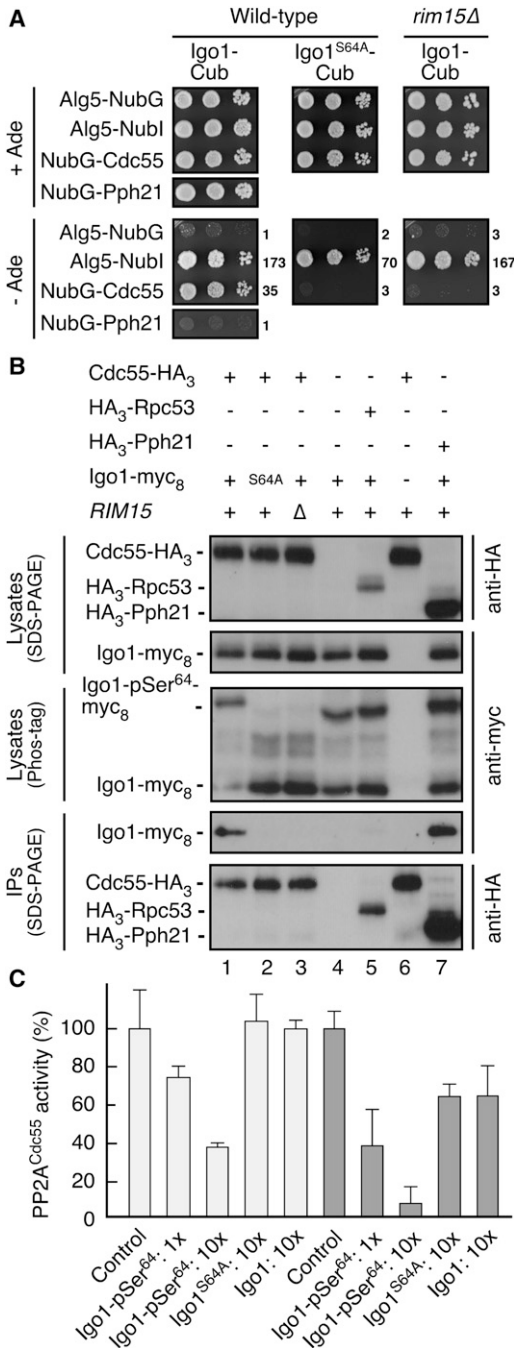 A
Wild-type
rim15Δ
Igo1-Cub
Igo1S64A-Cub
Igo1-Cub
+ Ade
Alg5-NubG
Alg5-NubI
NubG-Cdc55
NubG-Pph21
- Ade
Alg5-NubG 1 2 3
Alg5-NubI 173 70 167
NubG-Cdc55 35 3 3
NubG-Pph21 1
B
Cdc55-HA3 + + + - - + -
HA3-Rpc53 - - - - + - -
HA3-Pph21 - - - - - - +
Igo1-myc8 + S64A + + + - +
RIM15 + + Δ + + + +
Lysates (SDS-PAGE)
Cdc55-HA3 -
HA3-Rpc53 -
HA3-Pph21 -
anti-HA
Igo1-myc8 -
Lysates (Phos-tag)
Igo1-pSer64-myc8 -
Igo1-myc8 -
anti-myc
IPs (SDS-PAGE)
Igo1-myc8 -
Cdc55-HA3 -
HA3-Rpc53 -
HA3-Pph21 -
anti-HA
1 2 3 4 5 6 7
C
PP2ACdc55 activity (%)
100
80
60
40
20
0
Control
Igo1-pSer64: 1x
Igo1-pSer64: 10x
Igo1S64A: 10x
Igo1: 10x
Control
Igo1-pSer64: 1x
Igo1-pSer64: 10x
Igo1S64A: 10x
Igo1: 10x